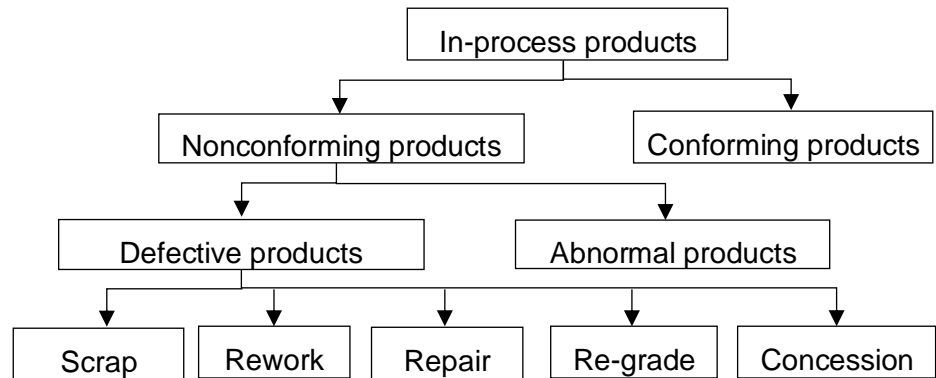 In-process products
Nonconforming products
Conforming products
Defective products
Abnormal products
Scrap
Rework
Repair
Re-grade
Concession